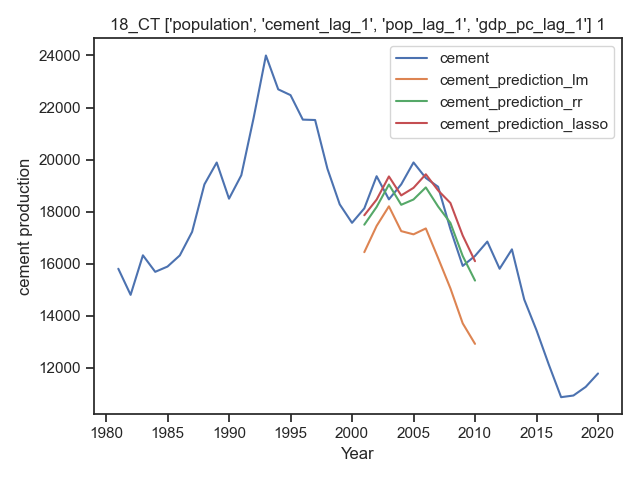 18_CT ['population', 'cement_lag_1', 'pop_lag_1', 'gdp_pc_lag_1'] 1
cement
cement_prediction_lm
cement_prediction_rr
cement_prediction_lasso
cement production
24000
22000
20000
18000
16000
14000
12000
1980 1985 1990 1995 2000 2005 2010 2015 2020
Year